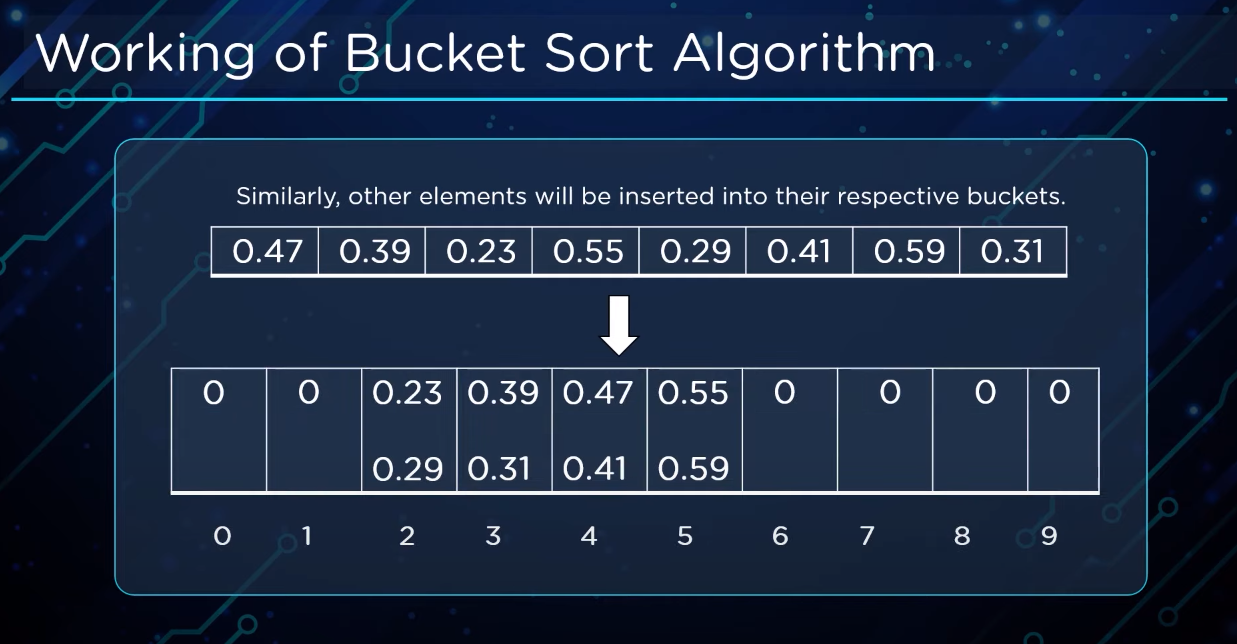 Working of Bucket Sort Algorithm
Similarly, other elements will be inserted into their respective buckets.
0.47 0.39 0.23 0.55 0.29 0.41 0.59 0.31
0 0 0.23 0.39 0.47 0.55 0 0 0 0
0.29 0.31 0.41 0.59
0 1 2 3 4 5 6 7 8 9